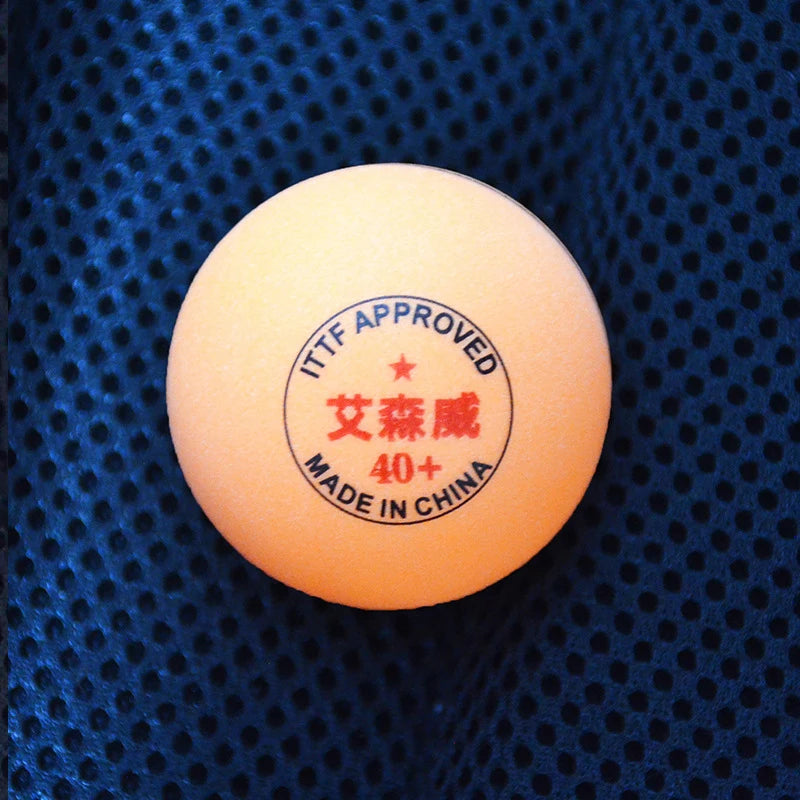 ITTF APPROVED
★
艾森威
40+
MADE IN CHINA